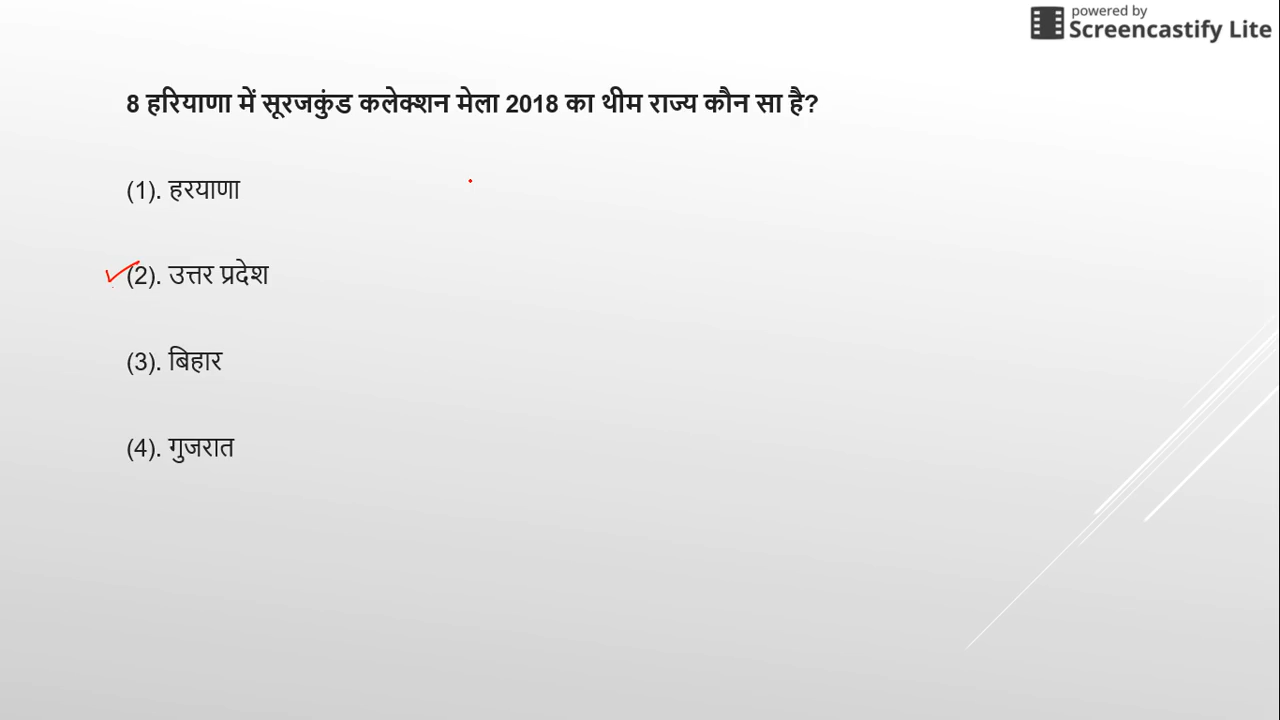 powered by
Screencastify Lite
8 हरियाणा में सूरजकुंड कलेक्शन मेला 2018 का थीम राज्य कौन सा है?
(1). हरयाणा
(2). उत्तर प्रदेश
(3). बिहार
(4). गुजरात